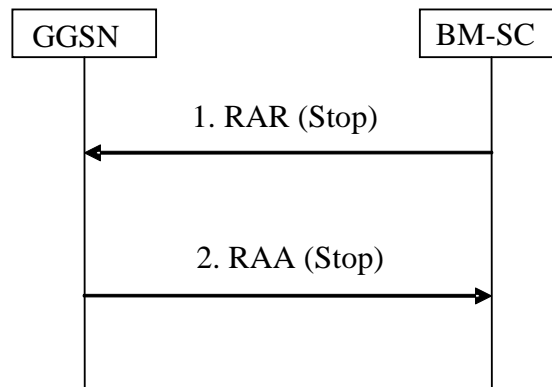 GGSN
BM-SC
1. RAR (Stop)
2. RAA (Stop)